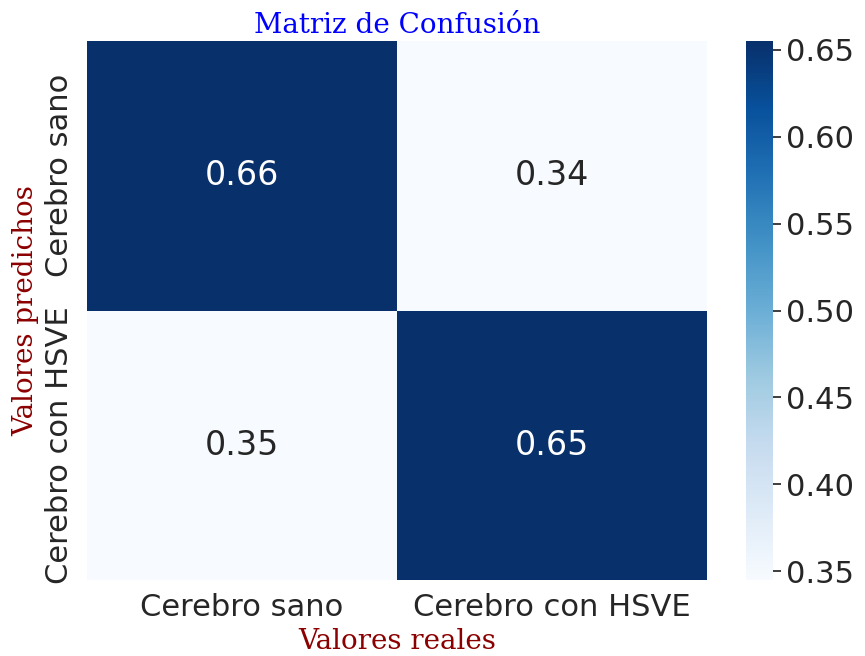 Matriz de Confusión
Valores predichos
Cerebro sano
Cerebro con HSVE
0.66
0.34
0.35
0.65
Cerebro sano
Cerebro con HSVE
Valores reales
0.65
0.60
0.55
0.50
0.45
0.40
0.35